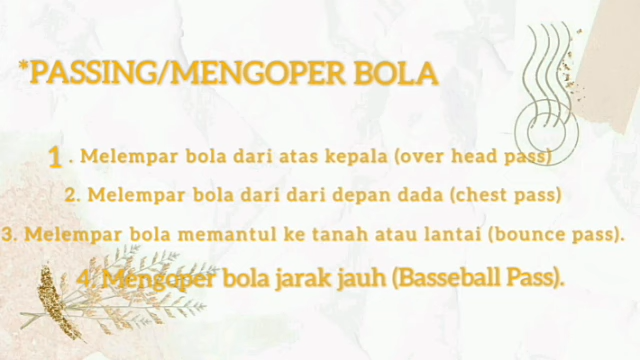 *PASSING/MENGOPER BOLA
1. Melempar bola dari atas kepala (over head pass)
2. Melempar bola dari dari depan dada (chest pass)
3. Melempar bola memantul ke tanah atau lantai (bounce pass).
4. Mengoper bola jarak jauh (Basseball Pass).